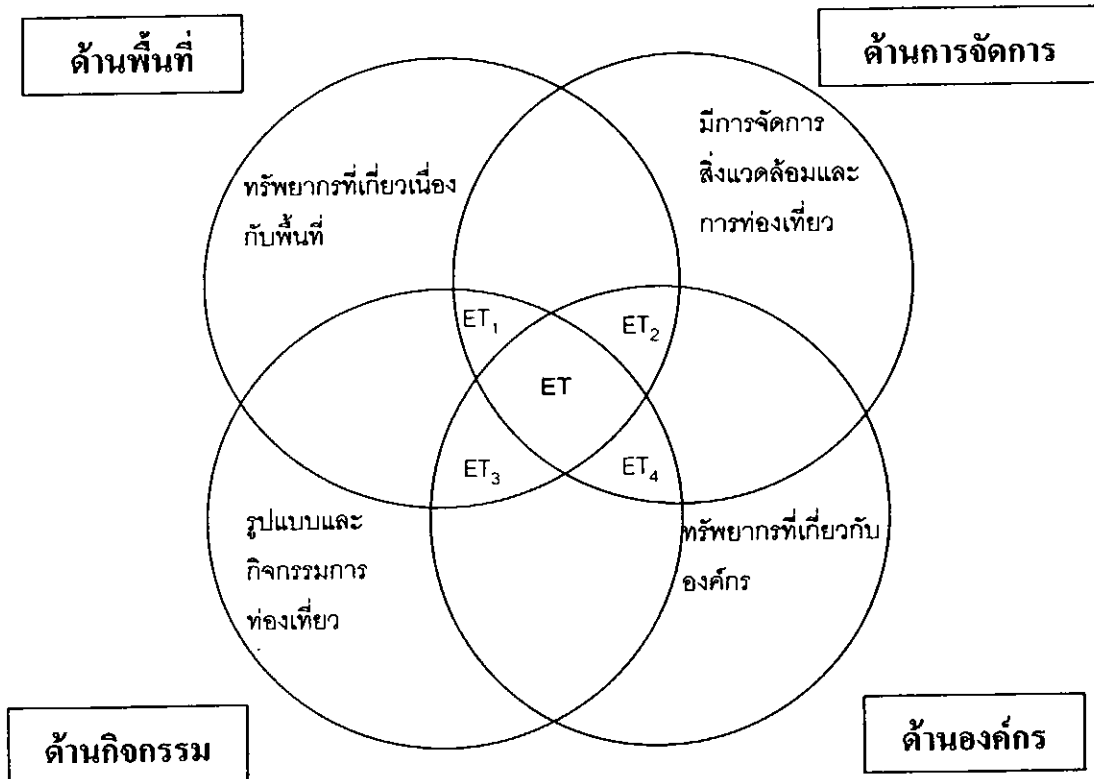 ด้านพื้นที่
ด้านการจัดการ
มีการจัดการ
สิ่งแวดล้อมและ
การท่องเที่ยว
ทรัพยากรที่เกี่ยวเนื่อง
กับพื้นที่
ET₁
ET₂
ET
ET₃
ET₄
รูปแบบและ
กิจกรรมการ
ท่องเที่ยว
ทรัพยากรที่เกี่ยวกับ
องค์กร
ด้านกิจกรรม
ด้านองค์กร